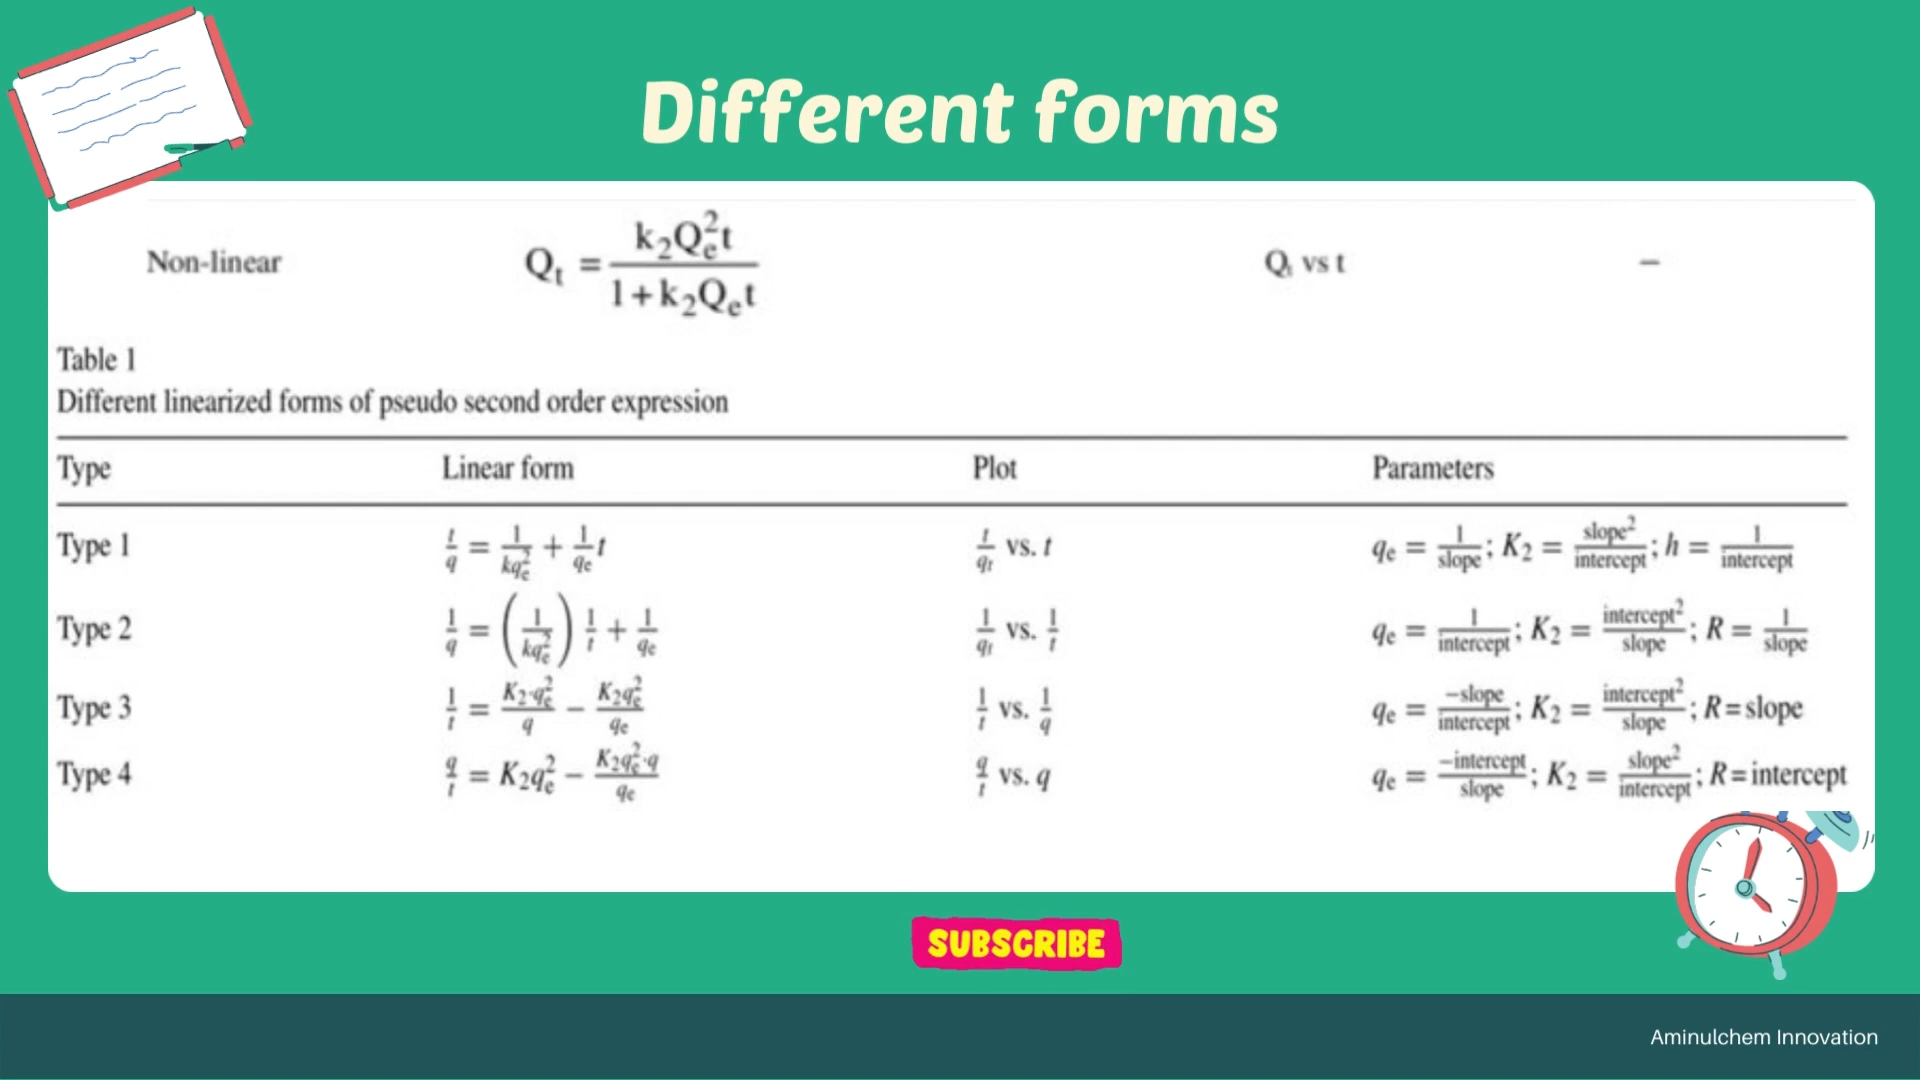 Different forms
Non-linear Qₜ = k₂Qₑ²t / 1+k₂Qₑt Qₜ vs t –
Table 1
Different linearized forms of pseudo second order expression
Type Linear form Plot Parameters
Type 1 t/q = 1/kqₑ² + 1/qₑ t t/qₜ vs. t qₑ = 1/slope; K₂ = slope²/intercept; h = 1/intercept
Type 2 1/q = (1/kqₑ²) 1/t + 1/qₑ 1/qₜ vs. 1/t qₑ = 1/intercept; K₂ = intercept²/slope; R = 1/slope
Type 3 1/t = K₂·qₑ²/q − K₂qₑ²/qₑ 1/t vs. 1/q qₑ = −slope/intercept; K₂ = intercept²/slope; R=slope
Type 4 q/t = K₂qₑ² − K₂qₑ²·q/qₑ q/t vs. q qₑ = −intercept/slope; K₂ = slope²/intercept; R=intercept
SUBSCRIBE
Aminulchem Innovation